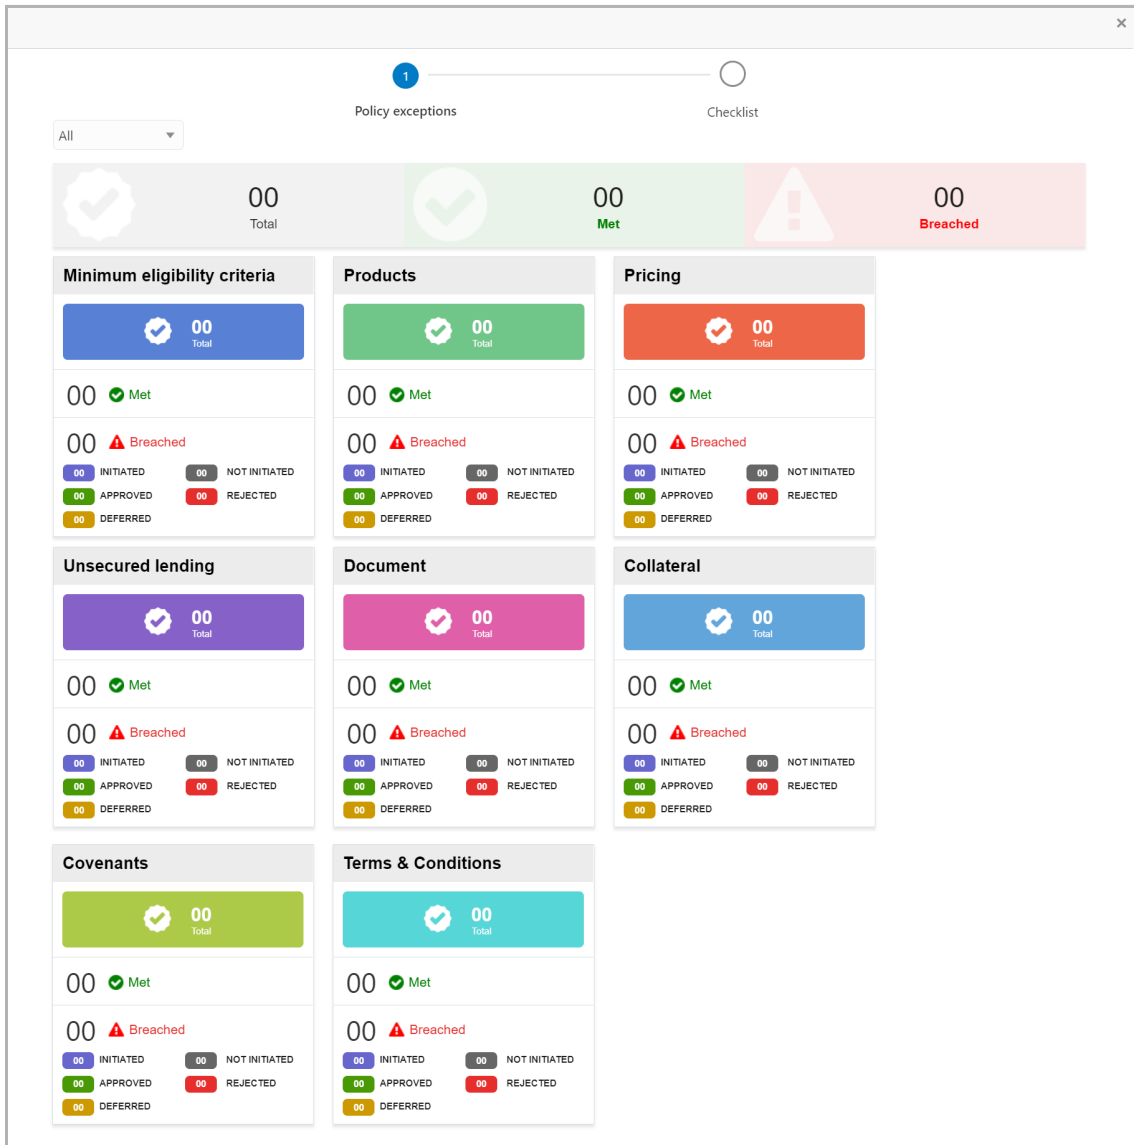 ×
1
Policy exceptions
Checklist
All
00
Total
00
Met
00
Breached
Minimum eligibility criteria
00
Total
00 Met
00 Breached
00 INITIATED 00 NOT INITIATED
00 APPROVED 00 REJECTED
00 DEFERRED
Products
00
Total
00 Met
00 Breached
00 INITIATED 00 NOT INITIATED
00 APPROVED 00 REJECTED
00 DEFERRED
Pricing
00
Total
00 Met
00 Breached
00 INITIATED 00 NOT INITIATED
00 APPROVED 00 REJECTED
00 DEFERRED
Unsecured lending
00
Total
00 Met
00 Breached
00 INITIATED 00 NOT INITIATED
00 APPROVED 00 REJECTED
00 DEFERRED
Document
00
Total
00 Met
00 Breached
00 INITIATED 00 NOT INITIATED
00 APPROVED 00 REJECTED
00 DEFERRED
Collateral
00
Total
00 Met
00 Breached
00 INITIATED 00 NOT INITIATED
00 APPROVED 00 REJECTED
00 DEFERRED
Covenants
00
Total
00 Met
00 Breached
00 INITIATED 00 NOT INITIATED
00 APPROVED 00 REJECTED
00 DEFERRED
Terms & Conditions
00
Total
00 Met
00 Breached
00 INITIATED 00 NOT INITIATED
00 APPROVED 00 REJECTED
00 DEFERRED